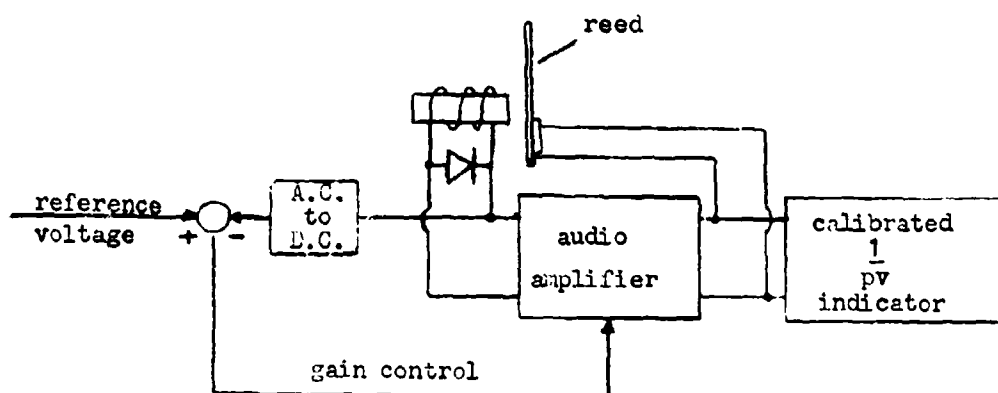 reed
reference
voltage
+
-
A.C.
to
D.C.
audio
amplifier
calibrated
1
pv
indicator
gain control